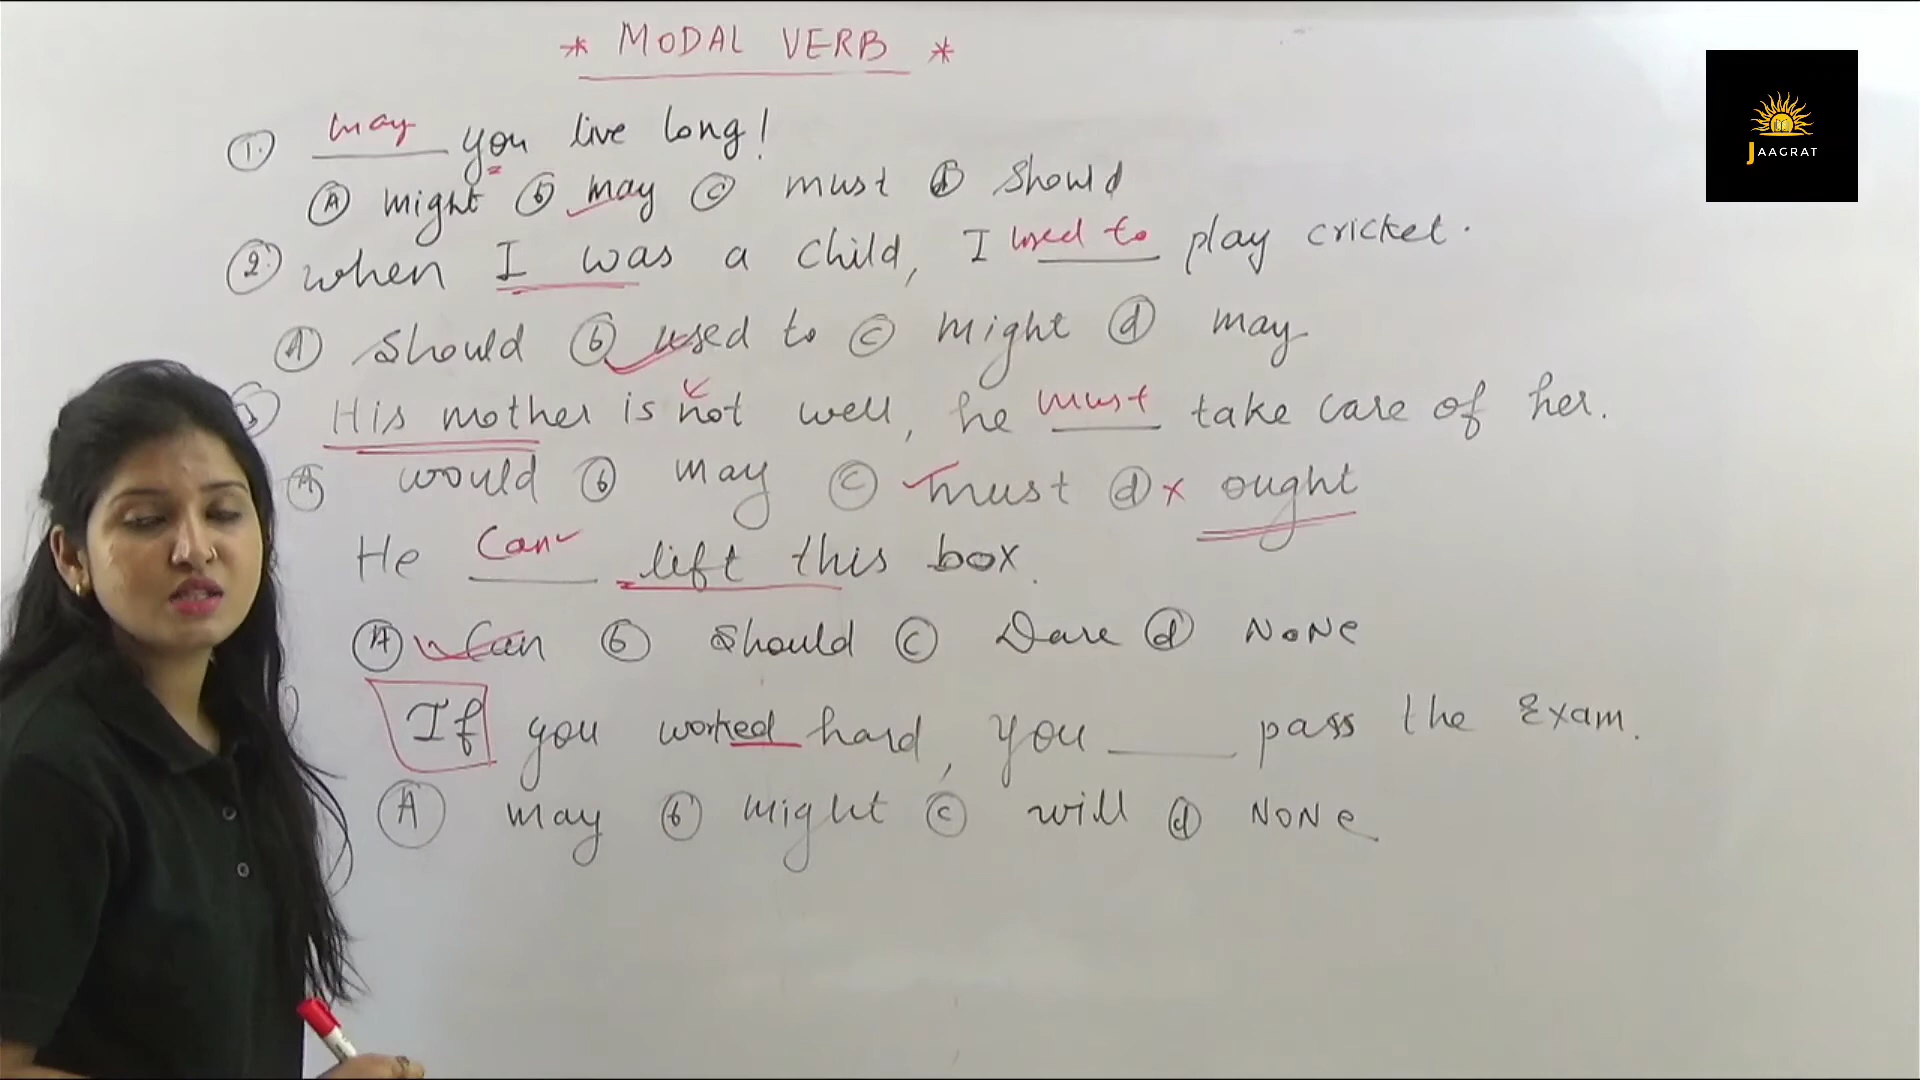 * MODAL VERB *
1. may you live long!
A might b may c must d should
2. when I was a child, I used to play cricket.
A should b used to c might d may
3 His mother is not well, he must take care of her.
A would b may c must d x ought
He can lift this box.
A Can b should c Dare d NONE
If you worked hard, you ____ pass the Exam.
A may b might c will d NONE
JAAGRAT